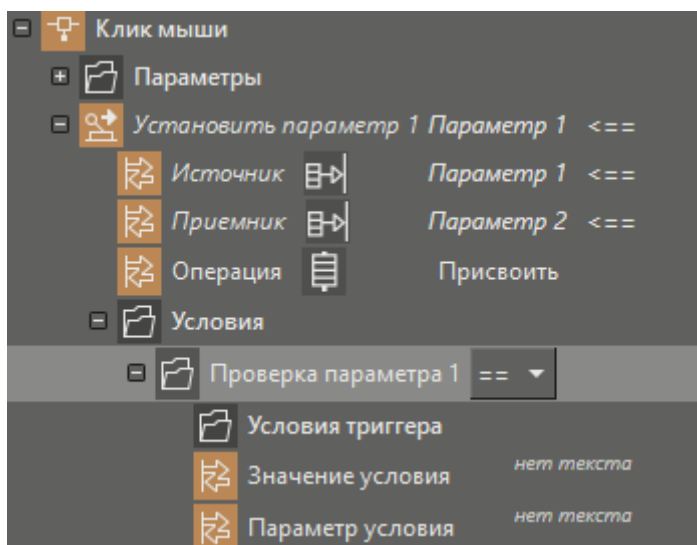 Клик мыши
Параметры
Установить параметр 1 Параметр 1 <==
Источник Параметр 1 <==
Приемник Параметр 2 <==
Операция Присвоить
Условия
Проверка параметра 1 ==
Условия триггера
Значение условия нет текста
Параметр условия нет текста